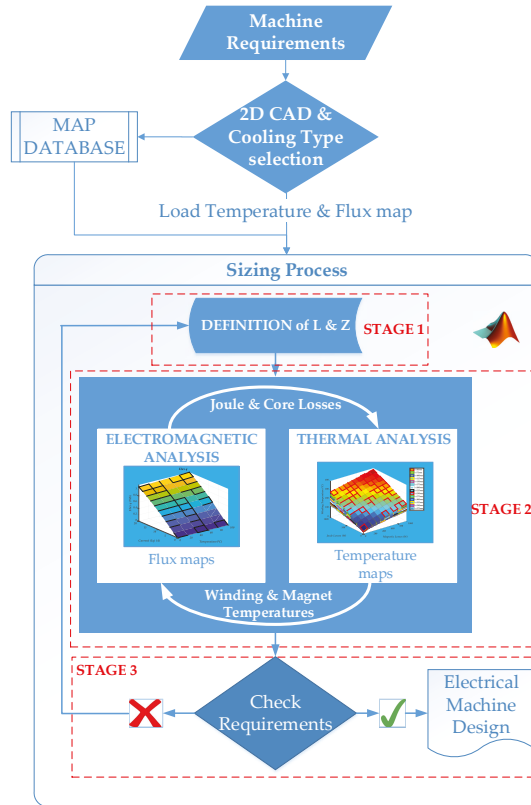 Machine
Requirements
2D CAD &
Cooling Type
selection
MAP
DATABASE
Load Temperature & Flux map
Sizing Process
DEFINITION of L & Z
STAGE 1
Joule & Core Losses
ELECTROMAGNETIC
ANALYSIS
THERMAL ANALYSIS
STAGE 2
Flux maps
Temperature
maps
Winding & Magnet
Temperatures
STAGE 3
Check
Requirements
Electrical
Machine
Design